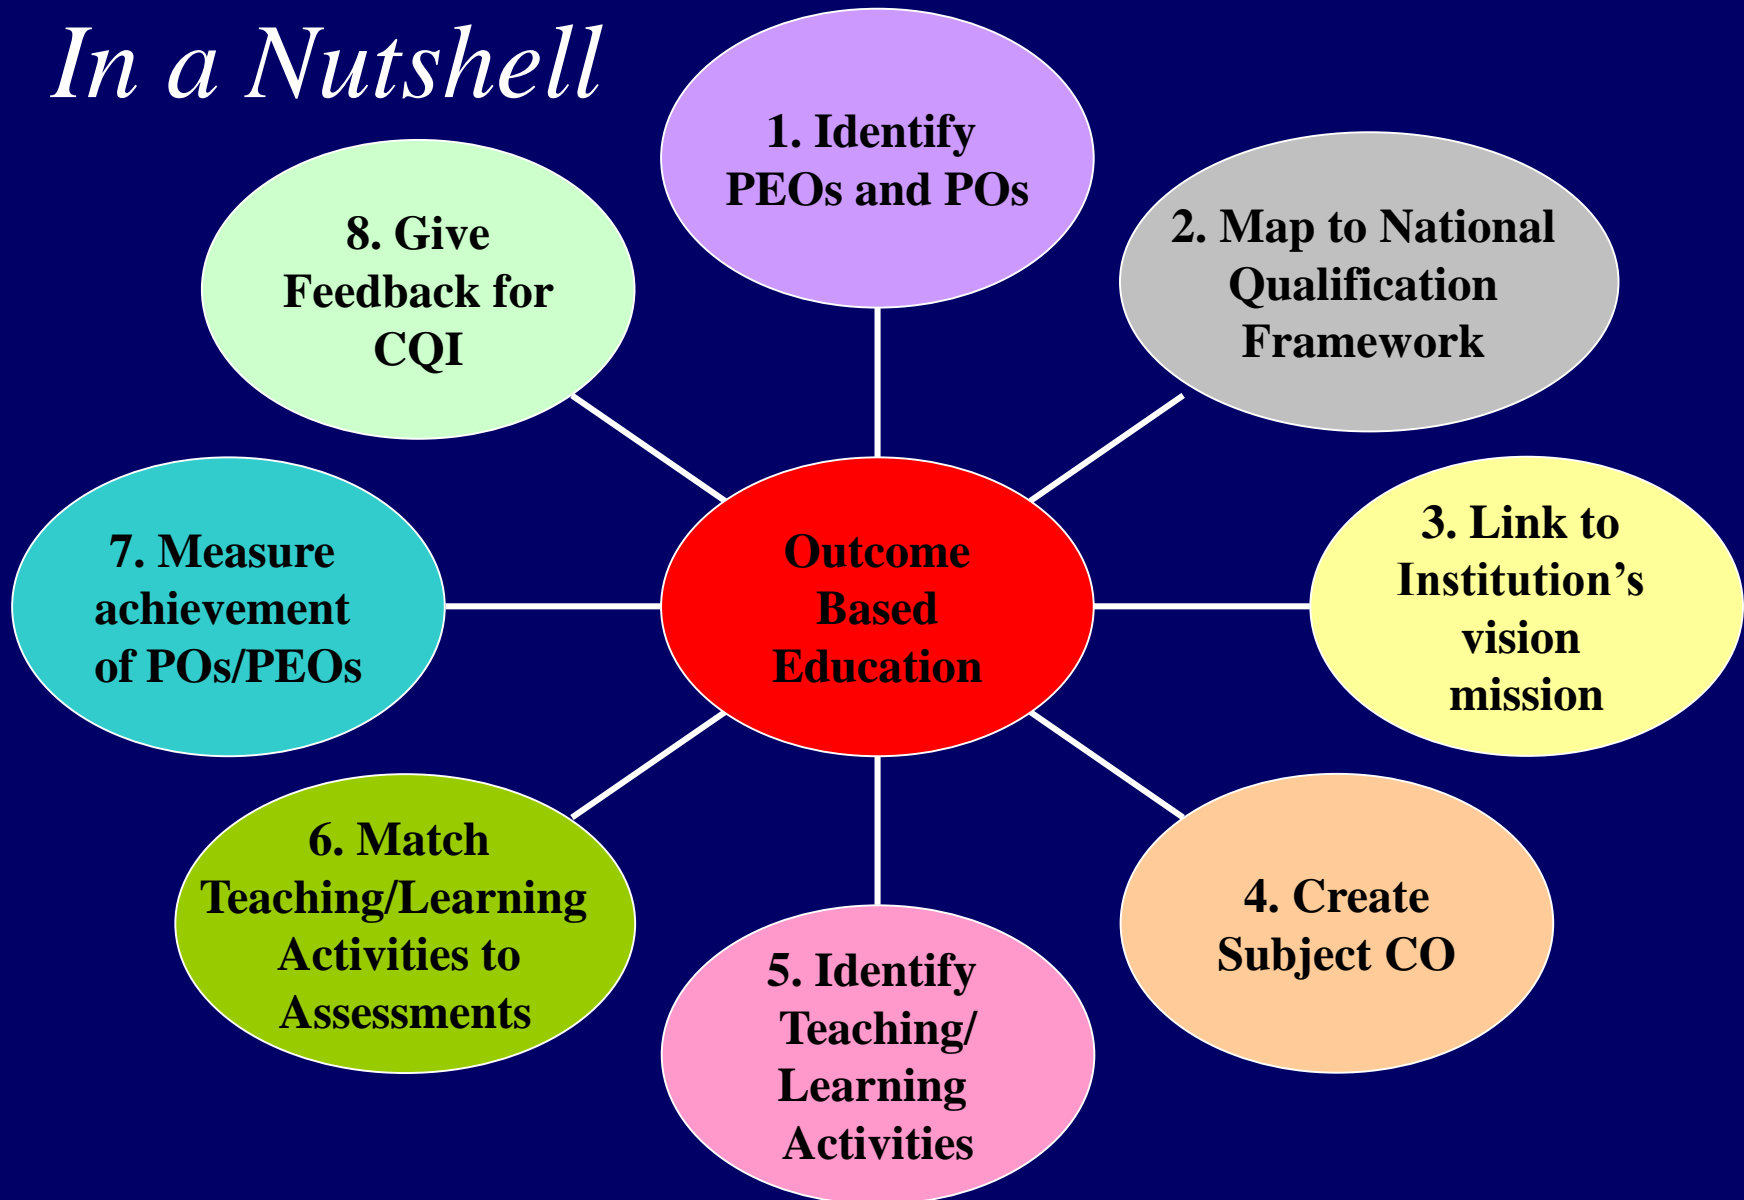 In a Nutshell
1. Identify
PEOs and POs
2. Map to National
Qualification
Framework
3. Link to
Institution’s
vision
mission
4. Create
Subject CO
5. Identify
Teaching/
Learning
Activities
6. Match
Teaching/Learning
Activities to
Assessments
7. Measure
achievement
of POs/PEOs
8. Give
Feedback for
CQI
Outcome
Based
Education